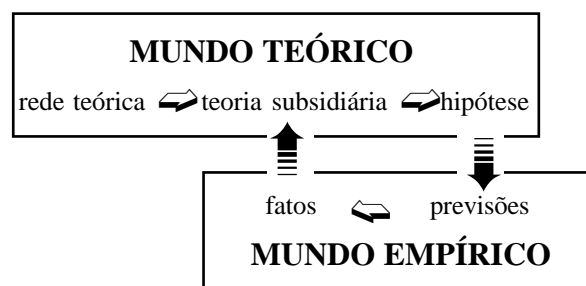 MUNDO TEÓRICO
rede teórica teoria subsidiária hipótese
fatos previsões
MUNDO EMPÍRICO